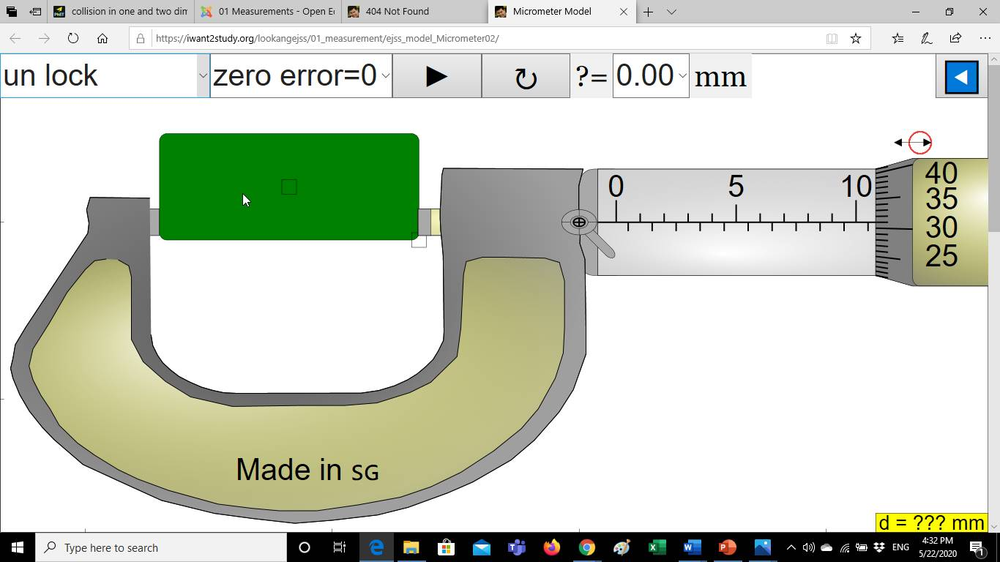 collision in one and two dim
01 Measurements - Open Ed
404 Not Found
Micrometer Model
https://iwant2study.org/lookangejss/01_measurement/ejss_model_Micrometer02/
un lock
zero error=0
?= 0.00 mm
0 5 10
40
35
30
25
Made in SG
d = ??? mm
Type here to search
ENG
4:32 PM
5/22/2020
1